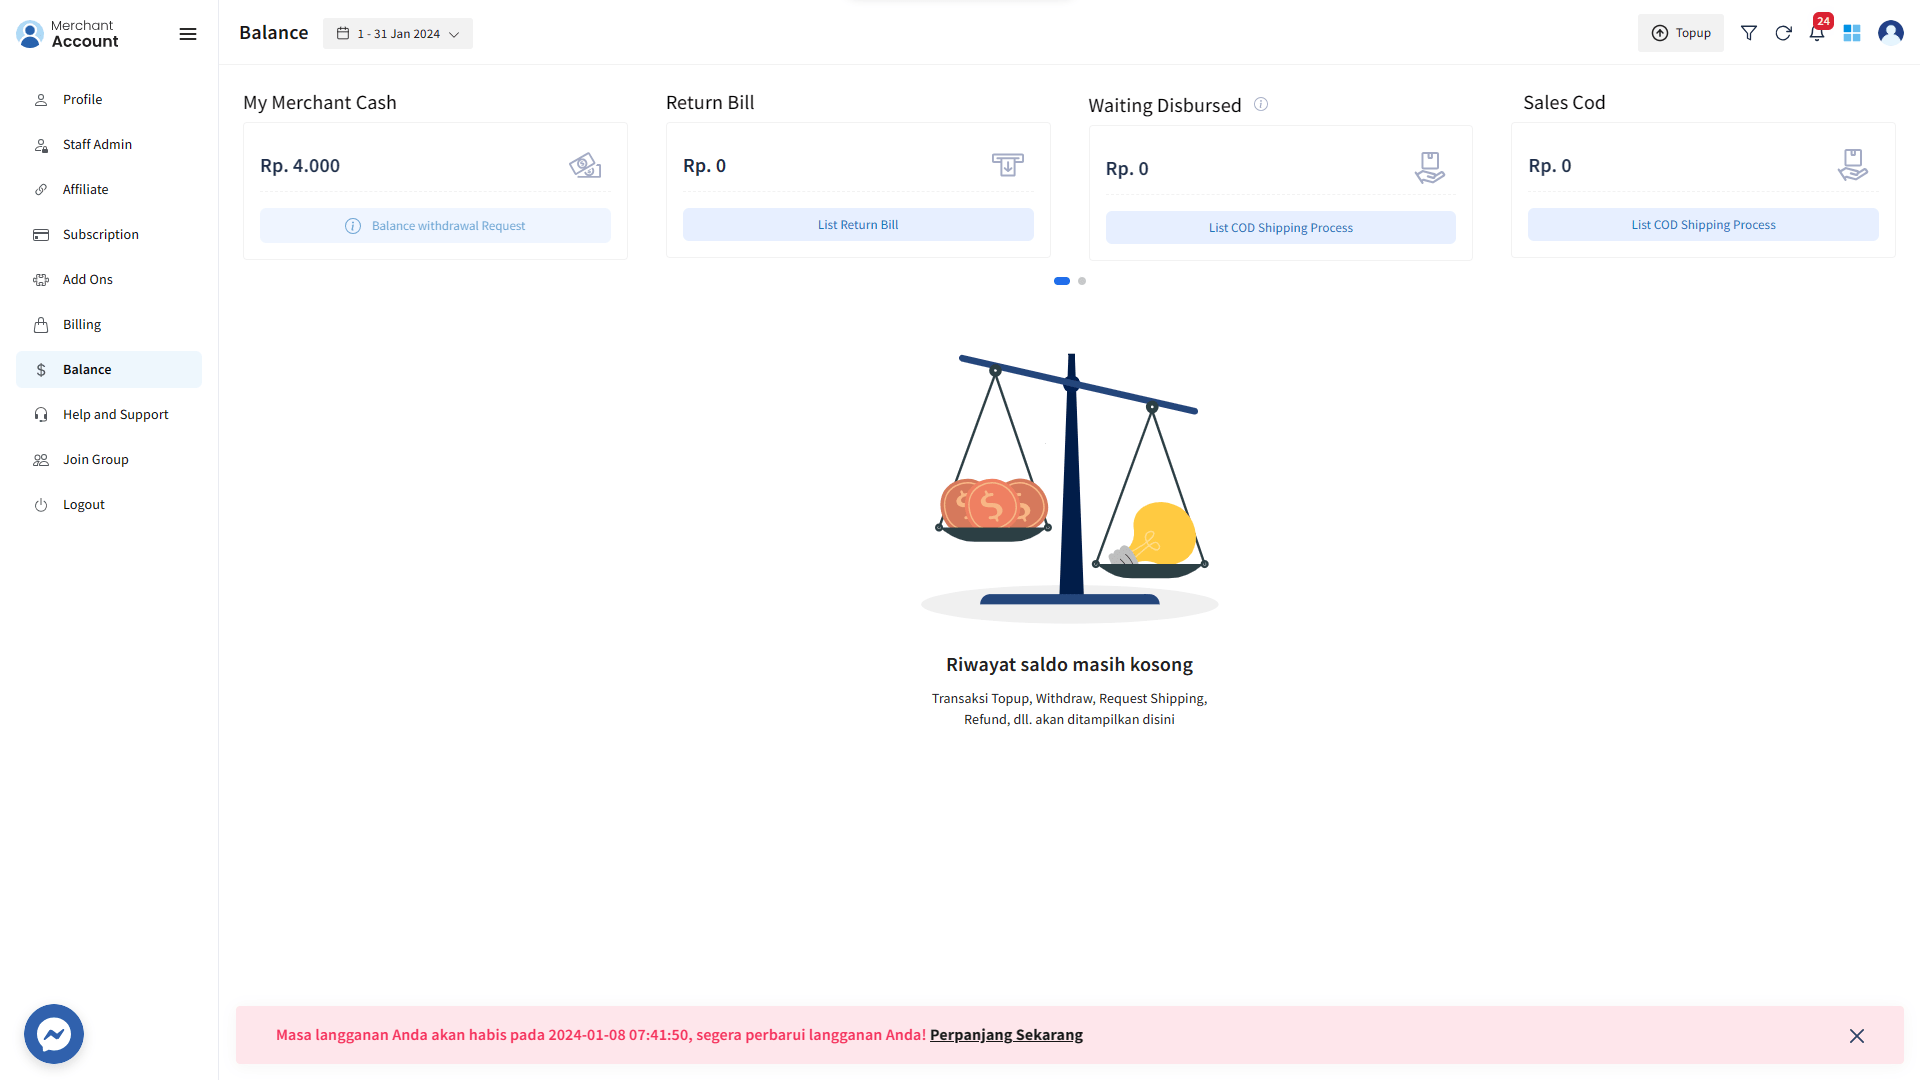 Merchant
Account
Profile
Staff Admin
Affiliate
Subscription
Add Ons
Billing
$ Balance
Help and Support
Join Group
Logout
Balance
1 - 31 Jan 2024
Topup
24
My Merchant Cash
Rp. 4.000
Balance withdrawal Request
Return Bill
Rp. 0
List Return Bill
Waiting Disbursed
Rp. 0
List COD Shipping Process
Sales Cod
Rp. 0
List COD Shipping Process
Riwayat saldo masih kosong
Transaksi Topup, Withdraw, Request Shipping,
Refund, dll. akan ditampilkan disini
Masa langganan Anda akan habis pada 2024-01-08 07:41:50, segera perbarui langganan Anda! Perpanjang Sekarang